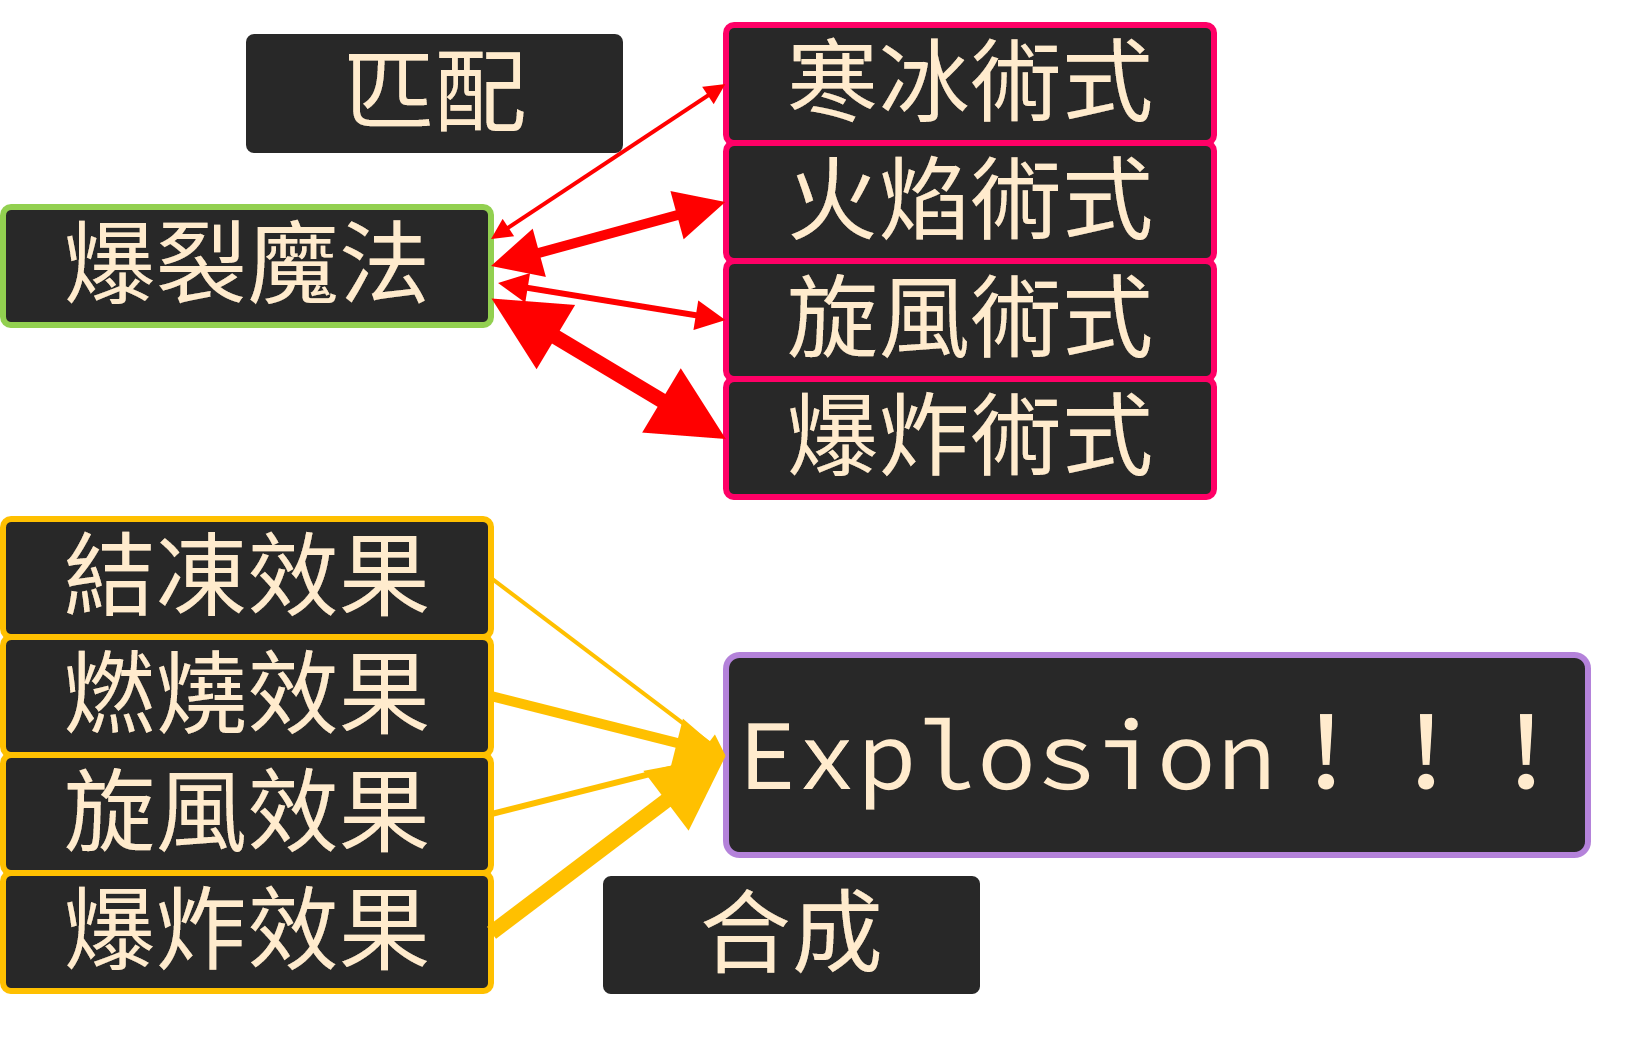 匹配
寒冰術式
火焰術式
爆裂魔法
旋風術式
爆炸術式
結凍效果
燃燒效果
旋風效果
爆炸效果
Explosion！！！
合成